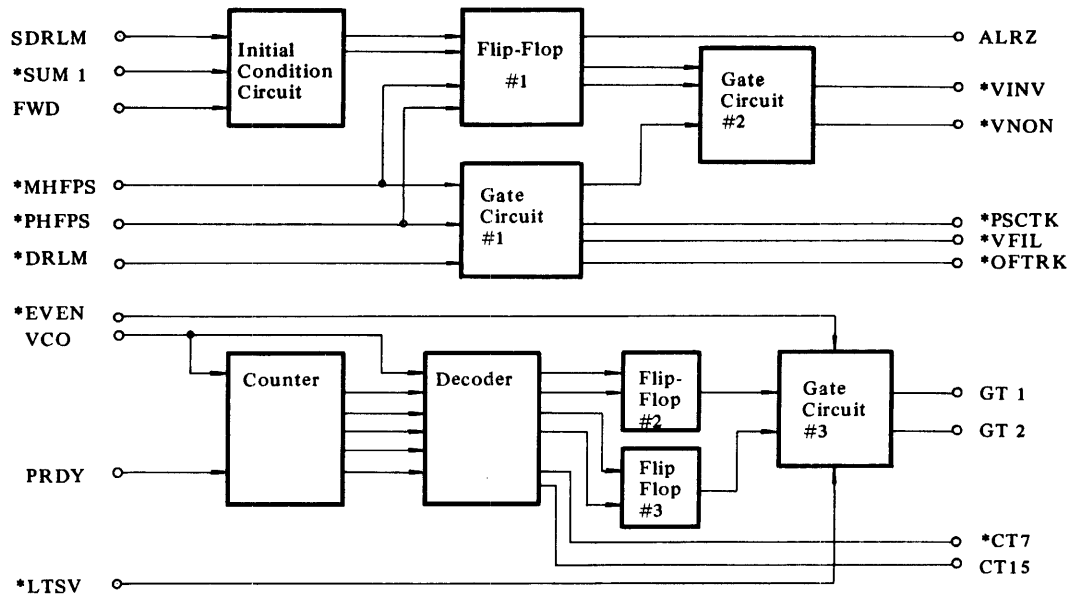 SDRLM
*SUM 1
FWD
Initial
Condition
Circuit
Flip-Flop
#1
Gate
Circuit
#2
ALRZ
*VINV
*VNON
*MHFPS
*PHFPS
*DRLM
Gate
Circuit
#1
*PSCTK
*VFIL
*OFTRK
*EVEN
VCO
PRDY
*LTSV
Counter
Decoder
Flip-
Flop
#2
Flip
Flop
#3
Gate
Circuit
#3
GT 1
GT 2
*CT7
CT15